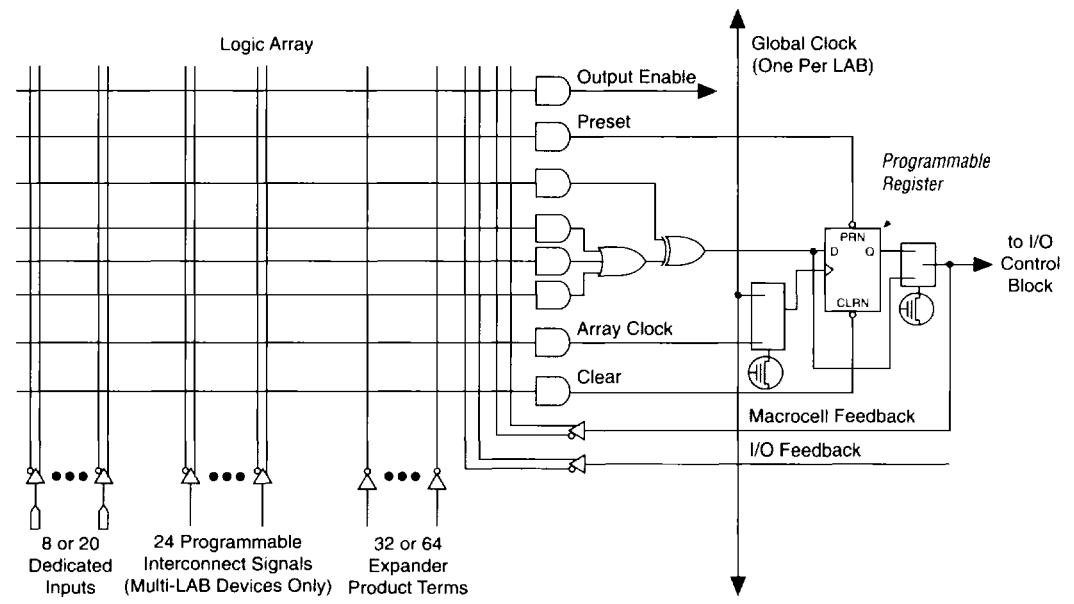 Logic Array
Global Clock
(One Per LAB)
Output Enable
Preset
Programmable
Register
PRN
D
Q
CLRN
to I/O
Control
Block
Array Clock
Clear
Macrocell Feedback
I/O Feedback
8 or 20
Dedicated
Inputs
24 Programmable
Interconnect Signals
(Multi-LAB Devices Only)
32 or 64
Expander
Product Terms